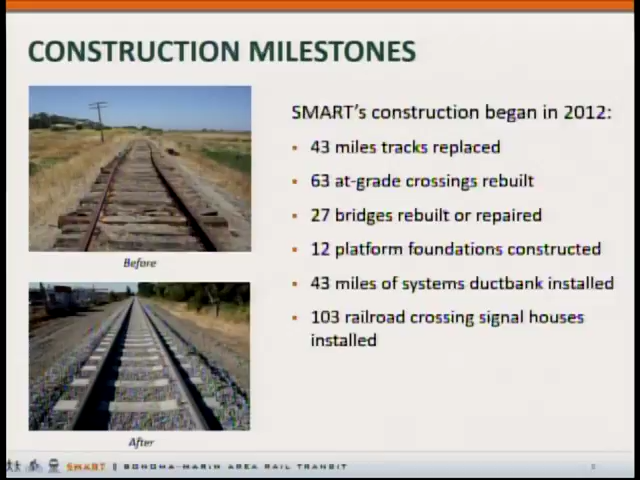 CONSTRUCTION MILESTONES
SMART's construction began in 2012:
43 miles tracks replaced
63 at-grade crossings rebuilt
27 bridges rebuilt or repaired
12 platform foundations constructed
43 miles of systems ductbank installed
103 railroad crossing signal houses
installed
Before
After
SMART | SONOMA-MARIN AREA RAIL TRANSIT